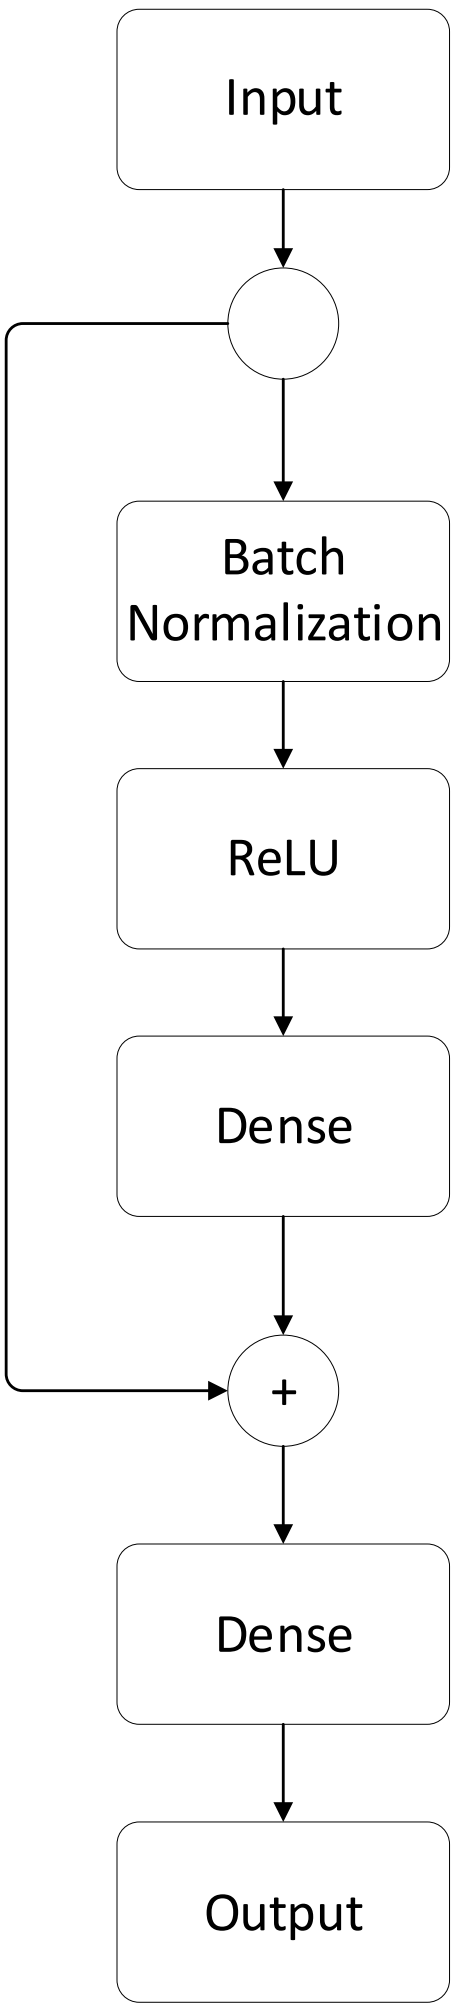 Input
Batch
Normalization
ReLU
Dense
+
Dense
Output